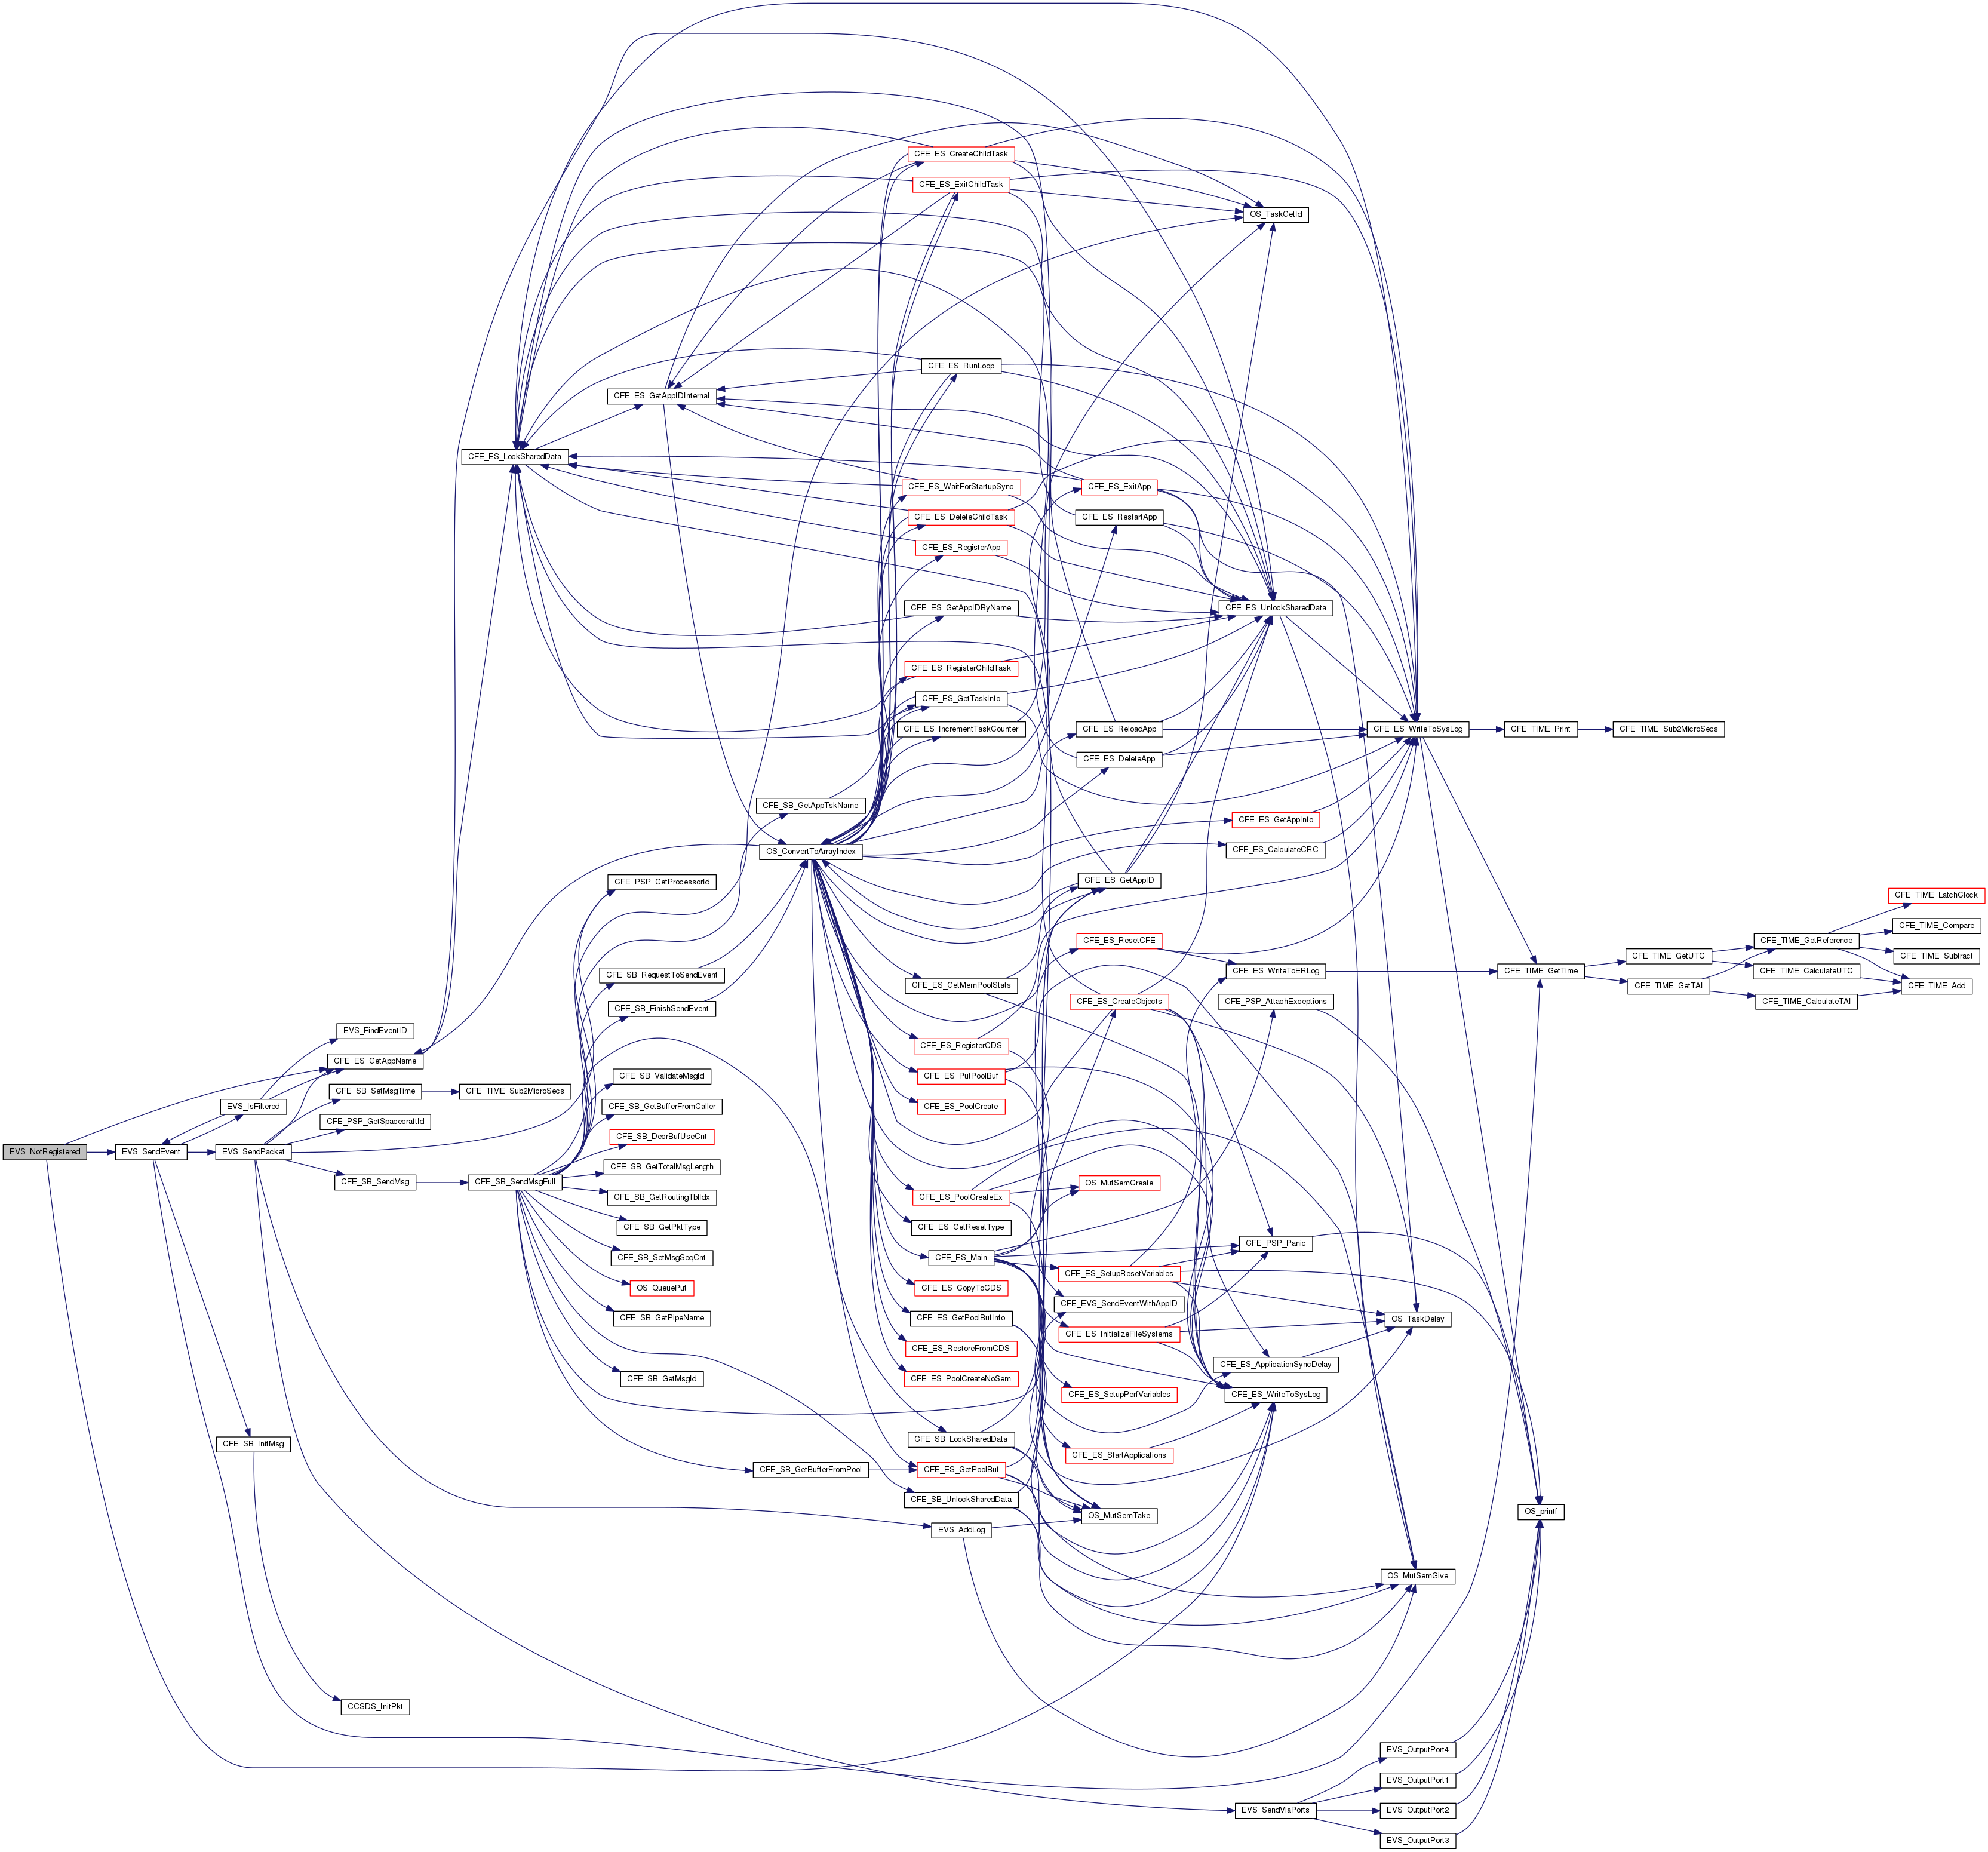 CFE_ES_CreateChildTask
CFE_ES_ExitChildTask
OS_TaskGetId
CFE_ES_RunLoop
CFE_ES_GetAppIDInternal
CFE_ES_LockSharedData
CFE_ES_WaitForStartupSync
CFE_ES_ExitApp
CFE_ES_DeleteChildTask
CFE_ES_RestartApp
CFE_ES_RegisterApp
CFE_ES_GetAppIDByName
CFE_ES_UnlockSharedData
CFE_ES_RegisterChildTask
CFE_ES_GetTaskInfo
CFE_ES_IncrementTaskCounter
CFE_ES_ReloadApp
CFE_ES_WriteToSysLog
CFE_TIME_Print
CFE_TIME_Sub2MicroSecs
CFE_ES_DeleteApp
CFE_SB_GetAppTskName
CFE_ES_GetAppInfo
OS_ConvertToArrayIndex
CFE_ES_CalculateCRC
CFE_PSP_GetProcessorId
CFE_ES_GetAppID
CFE_TIME_LatchClock
CFE_TIME_Compare
CFE_ES_ResetCFE
CFE_TIME_GetReference
CFE_TIME_Subtract
CFE_TIME_GetUTC
CFE_SB_RequestToSendEvent
CFE_ES_WriteToERLog
CFE_TIME_GetTime
CFE_TIME_CalculateUTC
CFE_ES_GetMemPoolStats
CFE_TIME_GetTAI
CFE_TIME_Add
CFE_ES_CreateObjects
CFE_PSP_AttachExceptions
CFE_TIME_CalculateTAI
CFE_SB_FinishSendEvent
EVS_FindEventID
CFE_ES_RegisterCDS
CFE_ES_GetAppName
CFE_ES_PutPoolBuf
CFE_SB_ValidateMsgId
CFE_SB_SetMsgTime
CFE_TIME_Sub2MicroSecs
EVS_IsFiltered
CFE_SB_GetBufferFromCaller
CFE_ES_PoolCreate
CFE_PSP_GetSpacecraftId
CFE_SB_DecrBufUseCnt
EVS_NotRegistered
EVS_SendEvent
EVS_SendPacket
CFE_SB_GetTotalMsgLength
CFE_SB_SendMsg
CFE_SB_SendMsgFull
OS_MutSemCreate
CFE_SB_GetRoutingTblIdx
CFE_ES_PoolCreateEx
CFE_SB_GetPktType
CFE_ES_GetResetType
CFE_PSP_Panic
CFE_SB_SetMsgSeqCnt
CFE_ES_Main
CFE_ES_SetupResetVariables
OS_QueuePut
CFE_ES_CopyToCDS
CFE_EVS_SendEventWithAppID
CFE_SB_GetPipeName
CFE_ES_GetPoolBufInfo
OS_TaskDelay
CFE_ES_InitializeFileSystems
CFE_ES_RestoreFromCDS
CFE_ES_ApplicationSyncDelay
CFE_SB_GetMsgId
CFE_ES_PoolCreateNoSem
CFE_ES_SetupPerfVariables
CFE_ES_WriteToSysLog
CFE_SB_InitMsg
CFE_SB_LockSharedData
CFE_ES_StartApplications
CFE_SB_GetBufferFromPool
CFE_ES_GetPoolBuf
CFE_SB_UnlockSharedData
OS_MutSemTake
OS_printf
EVS_AddLog
OS_MutSemGive
CCSDS_InitPkt
EVS_OutputPort4
EVS_OutputPort1
EVS_SendViaPorts
EVS_OutputPort2
EVS_OutputPort3